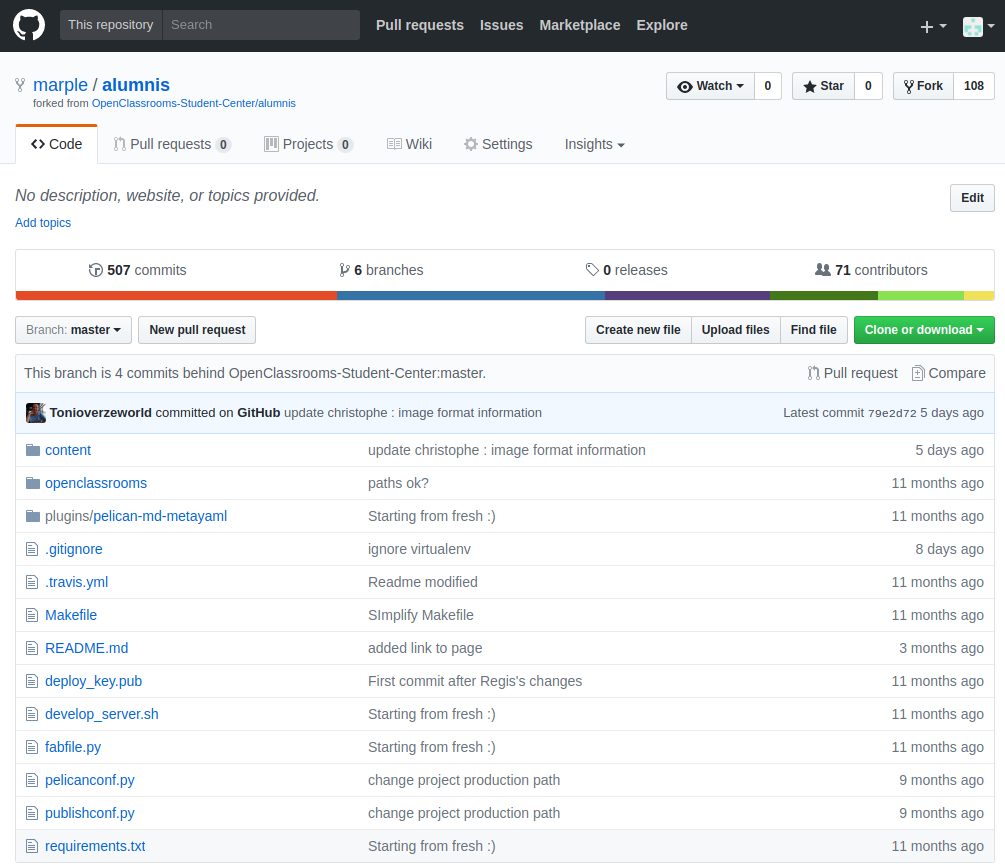 This repository Search Pull requests Issues Marketplace Explore
marple / alumnis Watch 0 Star 0 Fork 108
forked from OpenClassrooms-Student-Center/alumnis
Code Pull requests 0 Projects 0 Wiki Settings Insights
No description, website, or topics provided. Edit
Add topics
507 commits 6 branches 0 releases 71 contributors
Branch: master New pull request Create new file Upload files Find file Clone or download
This branch is 4 commits behind OpenClassrooms-Student-Center:master. Pull request Compare
Tonioverzeworld committed on GitHub update christophe : image format information Latest commit 79e2d72 5 days ago
content update christophe : image format information 5 days ago
openclassrooms paths ok? 11 months ago
plugins/pelican-md-metayaml Starting from fresh :) 11 months ago
.gitignore ignore virtualenv 8 days ago
.travis.yml Readme modified 11 months ago
Makefile SImplify Makefile 11 months ago
README.md added link to page 3 months ago
deploy_key.pub First commit after Regis's changes 11 months ago
develop_server.sh Starting from fresh :) 11 months ago
fabfile.py Starting from fresh :) 11 months ago
pelicanconf.py change project production path 9 months ago
publishconf.py change project production path 9 months ago
requirements.txt Starting from fresh :) 11 months ago